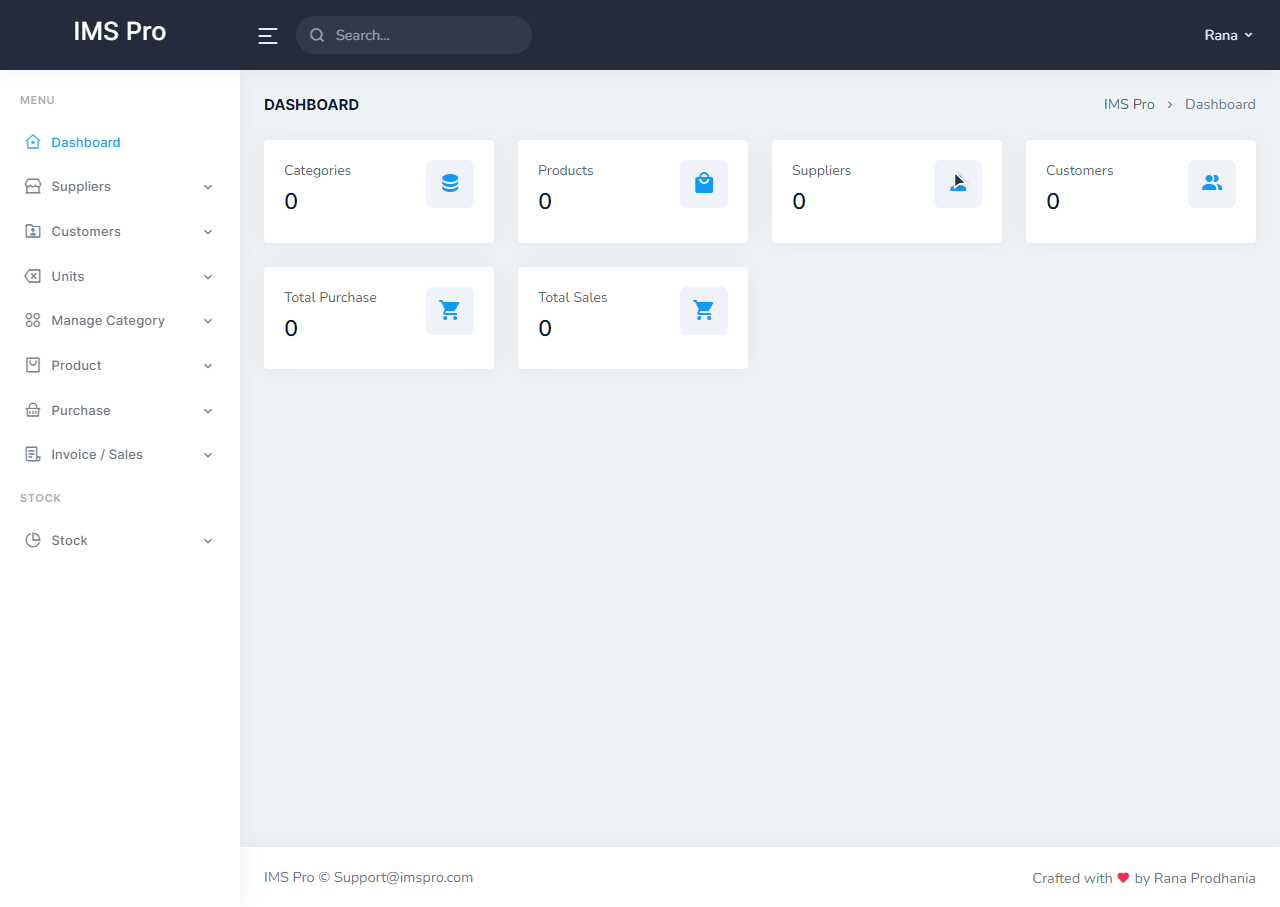 IMS Pro
Search...
Rana
MENU
Dashboard
Suppliers
Customers
Units
Manage Category
Product
Purchase
Invoice / Sales
STOCK
Stock
DASHBOARD
IMS Pro > Dashboard
Categories
0
Products
0
Suppliers
0
Customers
0
Total Purchase
0
Total Sales
0
IMS Pro © Support@imspro.com
Crafted with ❤ by Rana Prodhania